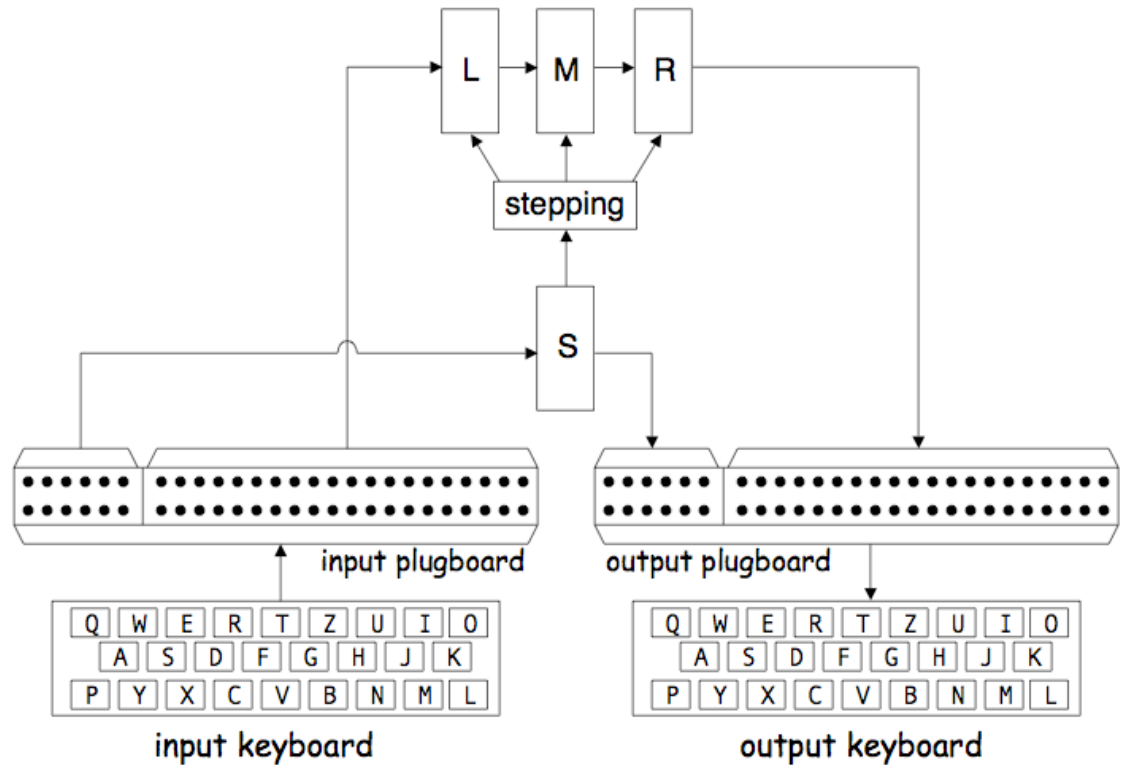 L M R
stepping
S
input plugboard output plugboard
Q W E R T Z U I O Q W E R T Z U I O
A S D F G H J K A S D F G H J K
P Y X C V B N M L P Y X C V B N M L
input keyboard output keyboard